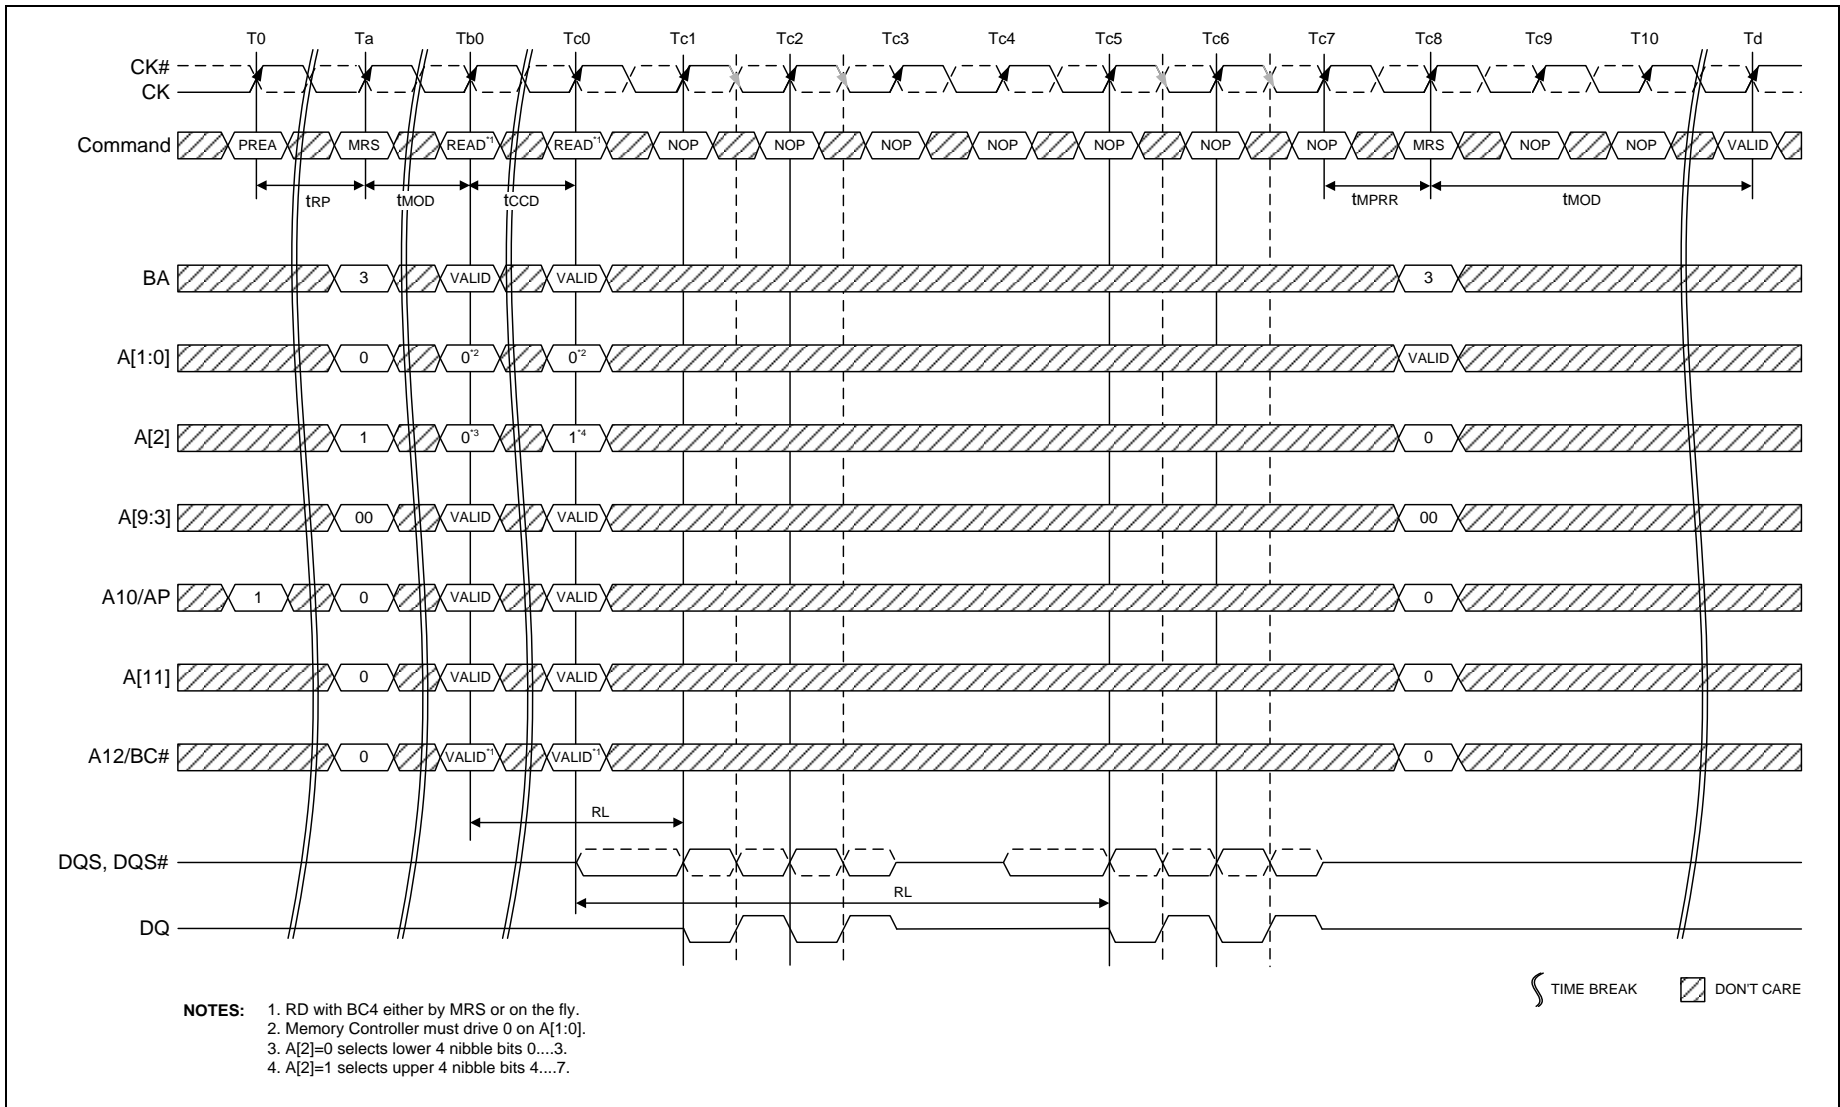 T0 Ta Tb0 Tc0 Tc1 Tc2 Tc3 Tc4 Tc5 Tc6 Tc7 Tc8 Tc9 T10 Td
CK#
CK
Command PREA MRS READ*1 READ*1 NOP NOP NOP NOP NOP NOP NOP MRS NOP NOP VALID
tRP tMOD tCCD tMPRR tMOD
BA 3 VALID VALID 3
A[1:0] 0 0*2 0*2 VALID
A[2] 1 0*3 1*4 0
A[9:3] 00 VALID VALID 00
A10/AP 1 0 VALID VALID 0
A[11] 0 VALID VALID 0
A12/BC# 0 VALID*1 VALID*1 0
RL
DQS, DQS#
RL
DQ
TIME BREAK DON'T CARE
NOTES: 1. RD with BC4 either by MRS or on the fly.
2. Memory Controller must drive 0 on A[1:0].
3. A[2]=0 selects lower 4 nibble bits 0....3.
4. A[2]=1 selects upper 4 nibble bits 4....7.